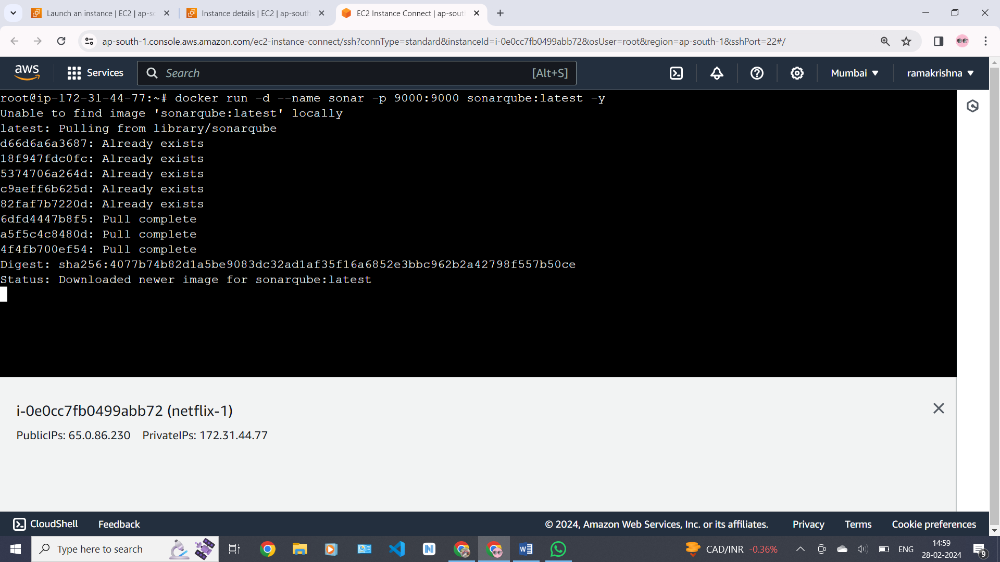 Launch an instance | EC2 | ap-so
Instance details | EC2 | ap-south
EC2 Instance Connect | ap-sout
ap-south-1.console.aws.amazon.com/ec2-instance-connect/ssh?connType=standard&instanceId=i-0e0cc7fb0499abb72&osUser=root&region=ap-south-1&sshPort=22#/
aws
Services
Search
[Alt+S]
Mumbai
ramakrishna
root@ip-172-31-44-77:~# docker run -d --name sonar -p 9000:9000 sonarqube:latest -y
Unable to find image 'sonarqube:latest' locally
latest: Pulling from library/sonarqube
d66d6a6a3687: Already exists
18f947fdc0fc: Already exists
5374706a264d: Already exists
c9aeff6b625d: Already exists
82faf7b7220d: Already exists
6dfd4447b8f5: Pull complete
a5f5c4c8480d: Pull complete
4f4fb700ef54: Pull complete
Digest: sha256:4077b74b82d1a5be9083dc32ad1af35f16a6852e3bbc962b2a42798f557b50ce
Status: Downloaded newer image for sonarqube:latest
i-0e0cc7fb0499abb72 (netflix-1)
PublicIPs: 65.0.86.230 PrivateIPs: 172.31.44.77
CloudShell
Feedback
© 2024, Amazon Web Services, Inc. or its affiliates.
Privacy
Terms
Cookie preferences
Type here to search
CAD/INR -0.36%
ENG
14:59
28-02-2024
9